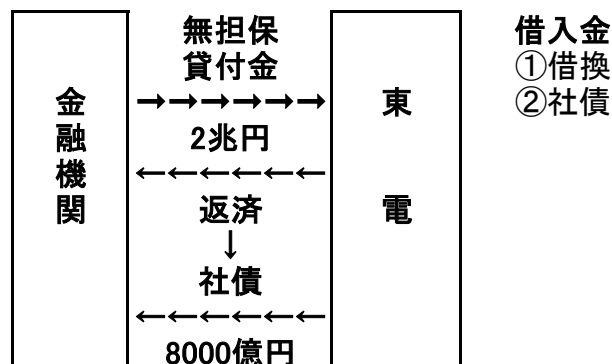 金融機関
無担保
貸付金
→→→→→→
2兆円
←←←←←←
返済
↓
社債
←←←←←←
8000億円
東電
借入金
①借換
②社債